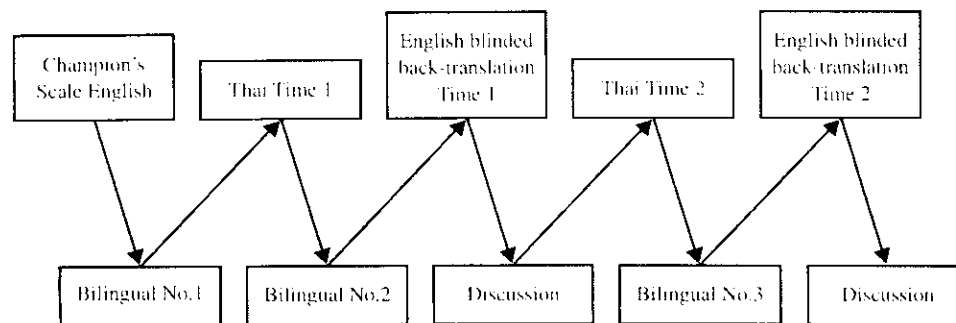 Champion's
Scale English
Thai Time 1
English blinded
back-translation
Time 1
Thai Time 2
English blinded
back-translation
Time 2
Bilingual No.1
Bilingual No.2
Discussion
Bilingual No.3
Discussion